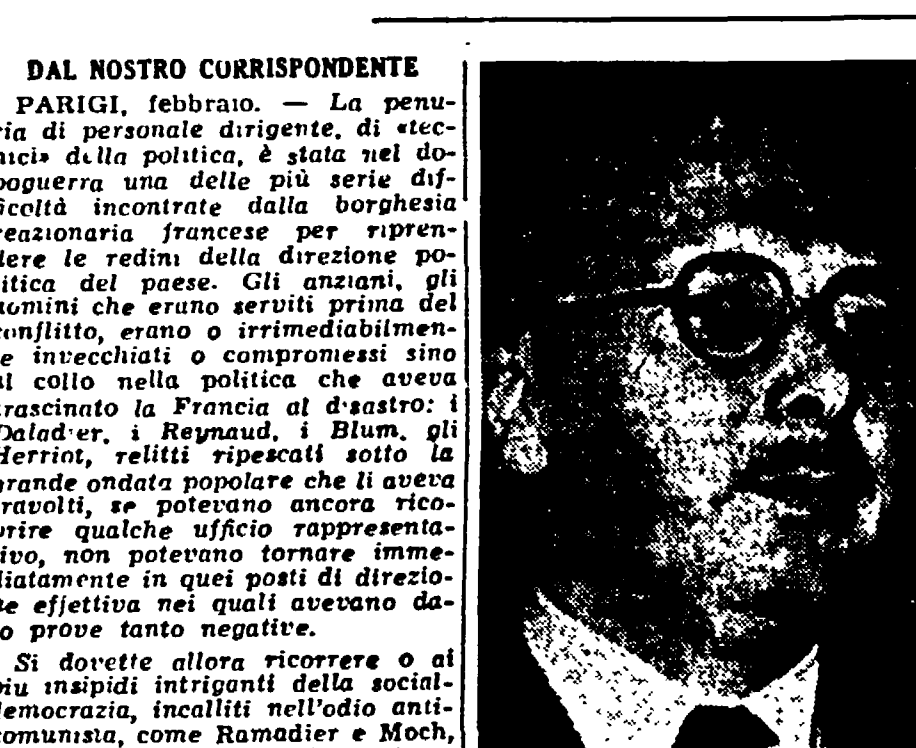 DAL NOSTRO CORRISPONDENTE
PARIGI, febbraio. — La penu-
ria di personale dirigente, di «tec-
nici» della politica, è stata nel do-
poguerra una delle più serie dif-
ficoltà incontrate dalla borghesia
reazionaria francese per ripren-
dere le redini della direzione po-
litica del paese. Gli anziani, gli
uomini che erano serviti prima del
conflitto, erano o irrimediabilmen-
te invecchiati o compromessi sino
al collo nella politica che aveva
trascinato la Francia al disastro: i
Daladier, i Reynaud, i Blum, gli
Herriot, relitti ripescati sotto la
grande ondata popolare che li aveva
travolti, se potevano ancora rico-
prire qualche ufficio rappresenta-
tivo, non potevano tornare imme-
diatamente in quei posti di direzio-
ne effettiva nei quali avevano da-
to prove tanto negative.
Si dovette allora ricorrere o ai
più insipidi intriganti della social-
democrazia, incalliti nell'odio anti-
comunista, come Ramadier e Moch,